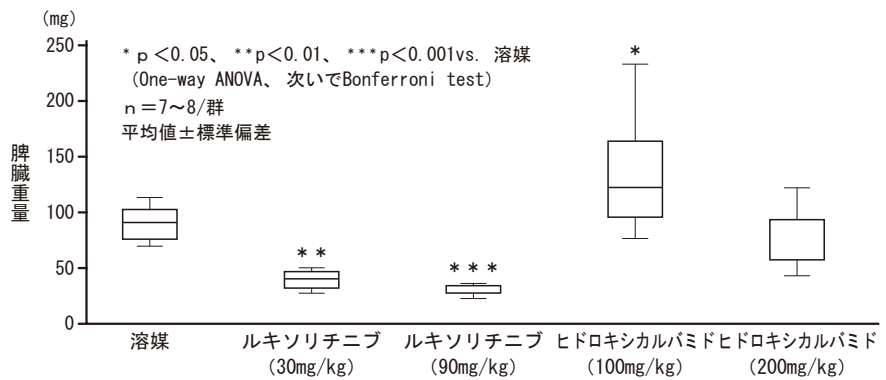 (mg)
250
200
150
100
50
0
脾臓重量
* p<0.05、 **p<0.01、 ***p<0.001vs. 溶媒
(One-way ANOVA、 次いでBonferroni test)
n=7~8/群
平均値±標準偏差
**
***
*
溶媒
ルキソリチニブ
(30mg/kg)
ルキソリチニブ
(90mg/kg)
ヒドロキシカルバミド
(100mg/kg)
ヒドロキシカルバミド
(200mg/kg)